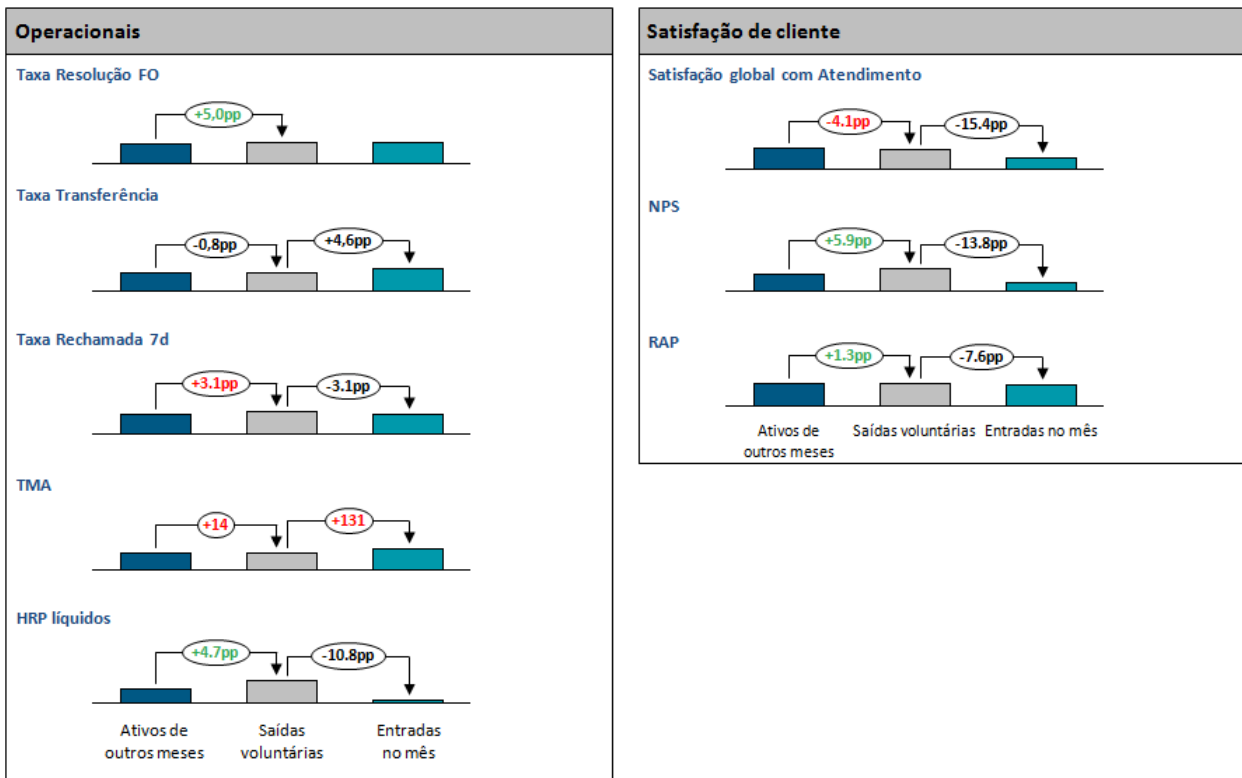 Operacionais
Taxa Resolução FO
+5,0pp
Taxa Transferência
-0,8pp
+4,6pp
Taxa Rechamada 7d
+3.1pp
-3.1pp
TMA
+14
+131
HRP líquidos
+4.7pp
-10.8pp
Ativos de
outros meses
Saídas
voluntárias
Entradas
no mês
Satisfação de cliente
Satisfação global com Atendimento
-4.1pp
-15.4pp
NPS
+5.9pp
-13.8pp
RAP
+1.3pp
-7.6pp
Ativos de
outros meses
Saídas voluntárias
Entradas no mês